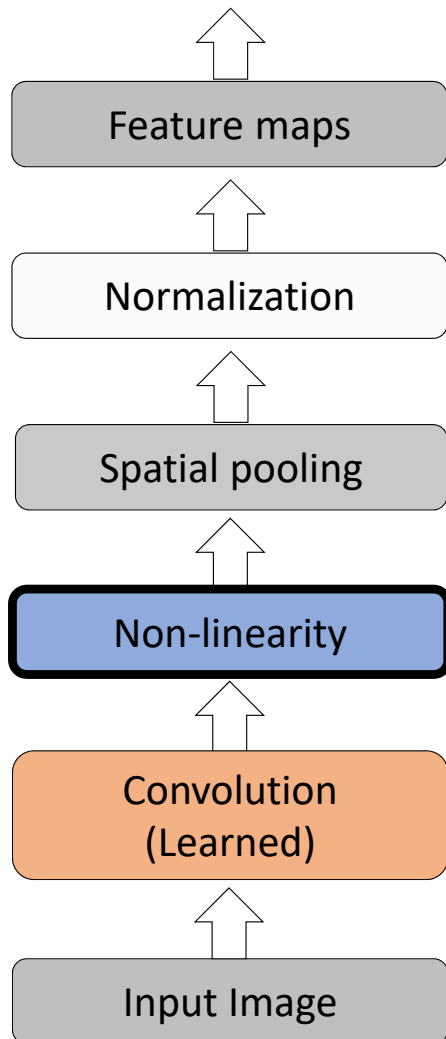 Feature maps
Normalization
Spatial pooling
Non-linearity
Convolution
(Learned)
Input Image